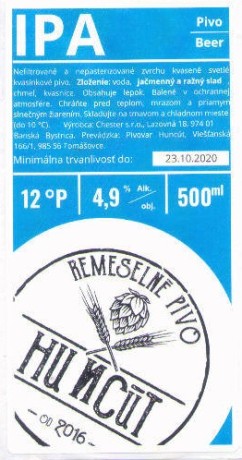 IPA
Pivo
Beer
Nefiltrované a nepasterizované zvrchu kvasené svetlé
kvasinkové pivo. Zloženie: voda, jačmenný a ražný slad,
chmeľ, kvasnice. Obsahuje lepok. Balené v ochrannej
atmosfére. Chráňte pred teplom, mrazom a priamym
slnečným žiarením. Skladujte na tmavom a chladnom mieste
(do 10 °C). Výrobca: Chester s.r.o., Lazovná 18, 974 01
Banská Bystrica. Prevádzka: Pivovar Huncút, Vieššťanská
166/1, 985 56 Tomášovce.
Minimálna trvanlivosť do: 23.10.2020
12 °P
4,9 % Alk./obj.
500ml
REMESELNÉ PIVO
HUNCÚT
- OD 2016 -